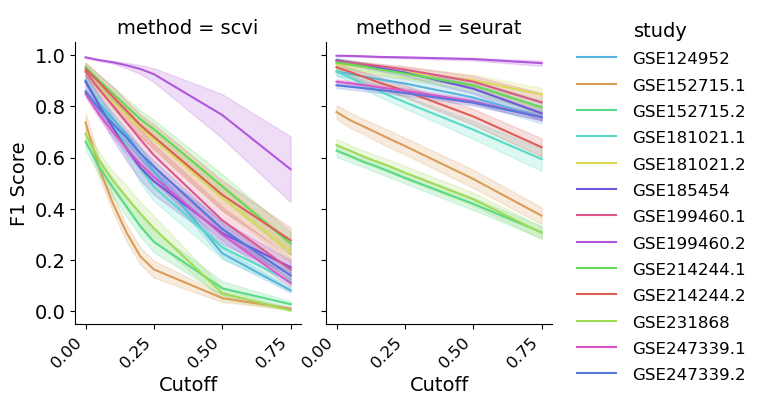 method = scvi
method = seurat
F1 Score
1.0
0.8
0.6
0.4
0.2
0.0
0.00
0.25
0.50
0.75
Cutoff
0.00
0.25
0.50
0.75
Cutoff
study
GSE124952
GSE152715.1
GSE152715.2
GSE181021.1
GSE181021.2
GSE185454
GSE199460.1
GSE199460.2
GSE214244.1
GSE214244.2
GSE231868
GSE247339.1
GSE247339.2